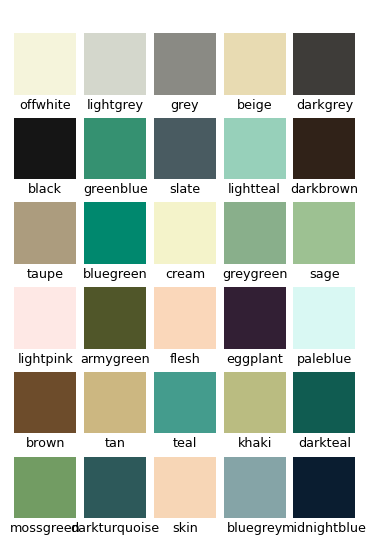 offwhite lightgrey grey beige darkgrey
black greenblue slate lightteal darkbrown
taupe bluegreen cream greygreen sage
lightpink armygreen flesh eggplant paleblue
brown tan teal khaki darkteal
mossgreen darkturquoise skin bluegrey midnightblue